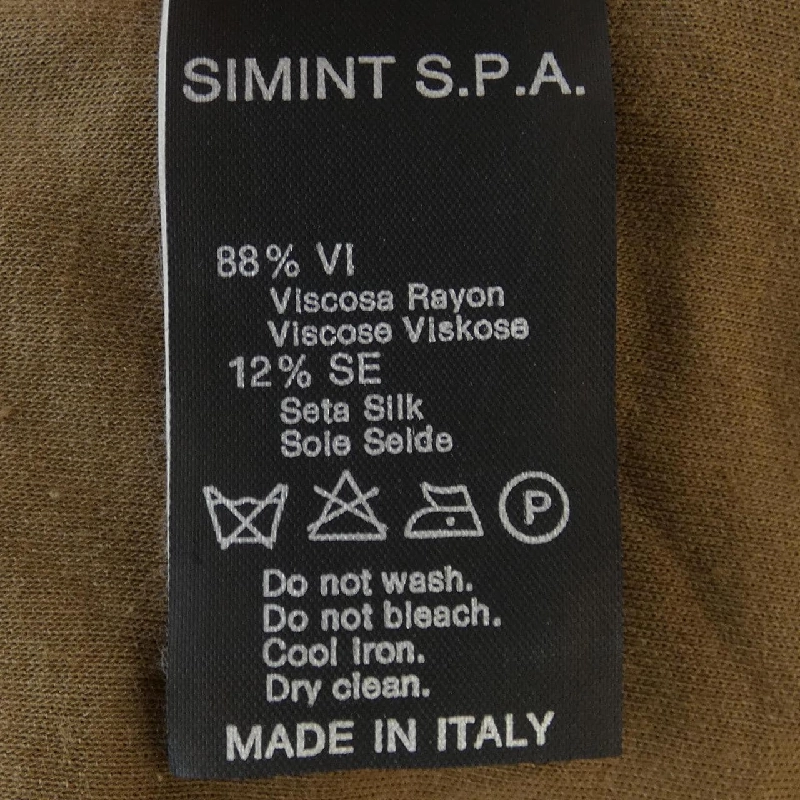 SIMINT S.P.A.
88% VI
Viscosa Rayon
Viscose Viskose
12% SE
Seta Silk
Soie Seide
P
Do not wash.
Do not bleach.
Cool iron.
Dry clean.
MADE IN ITALY